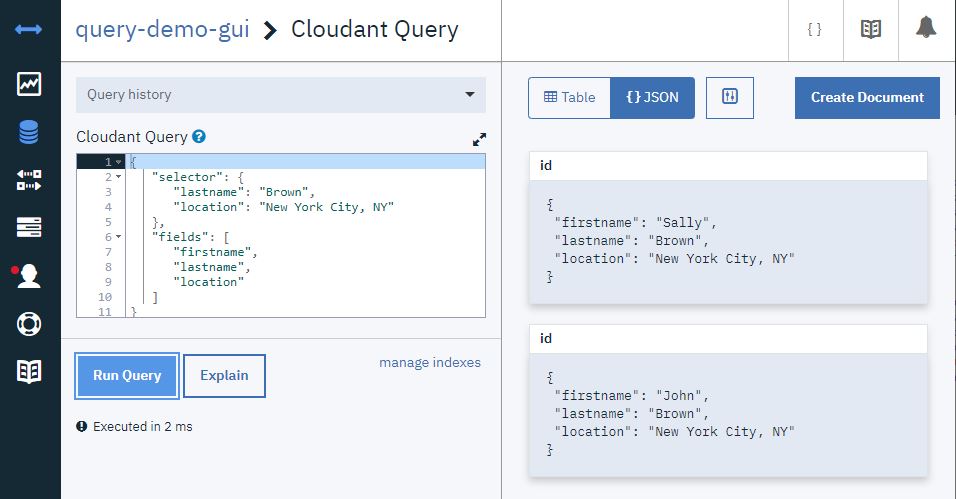 query-demo-gui > Cloudant Query
{ }
Query history
Cloudant Query ?
1 {
2 "selector": {
3 "lastname": "Brown",
4 "location": "New York City, NY"
5 },
6 "fields": [
7 "firstname",
8 "lastname",
9 "location"
10 ]
11 }
Run Query
Explain
manage indexes
! Executed in 2 ms
Table
{ } JSON
Create Document
id
{
"firstname": "Sally",
"lastname": "Brown",
"location": "New York City, NY"
}
id
{
"firstname": "John",
"lastname": "Brown",
"location": "New York City, NY"
}